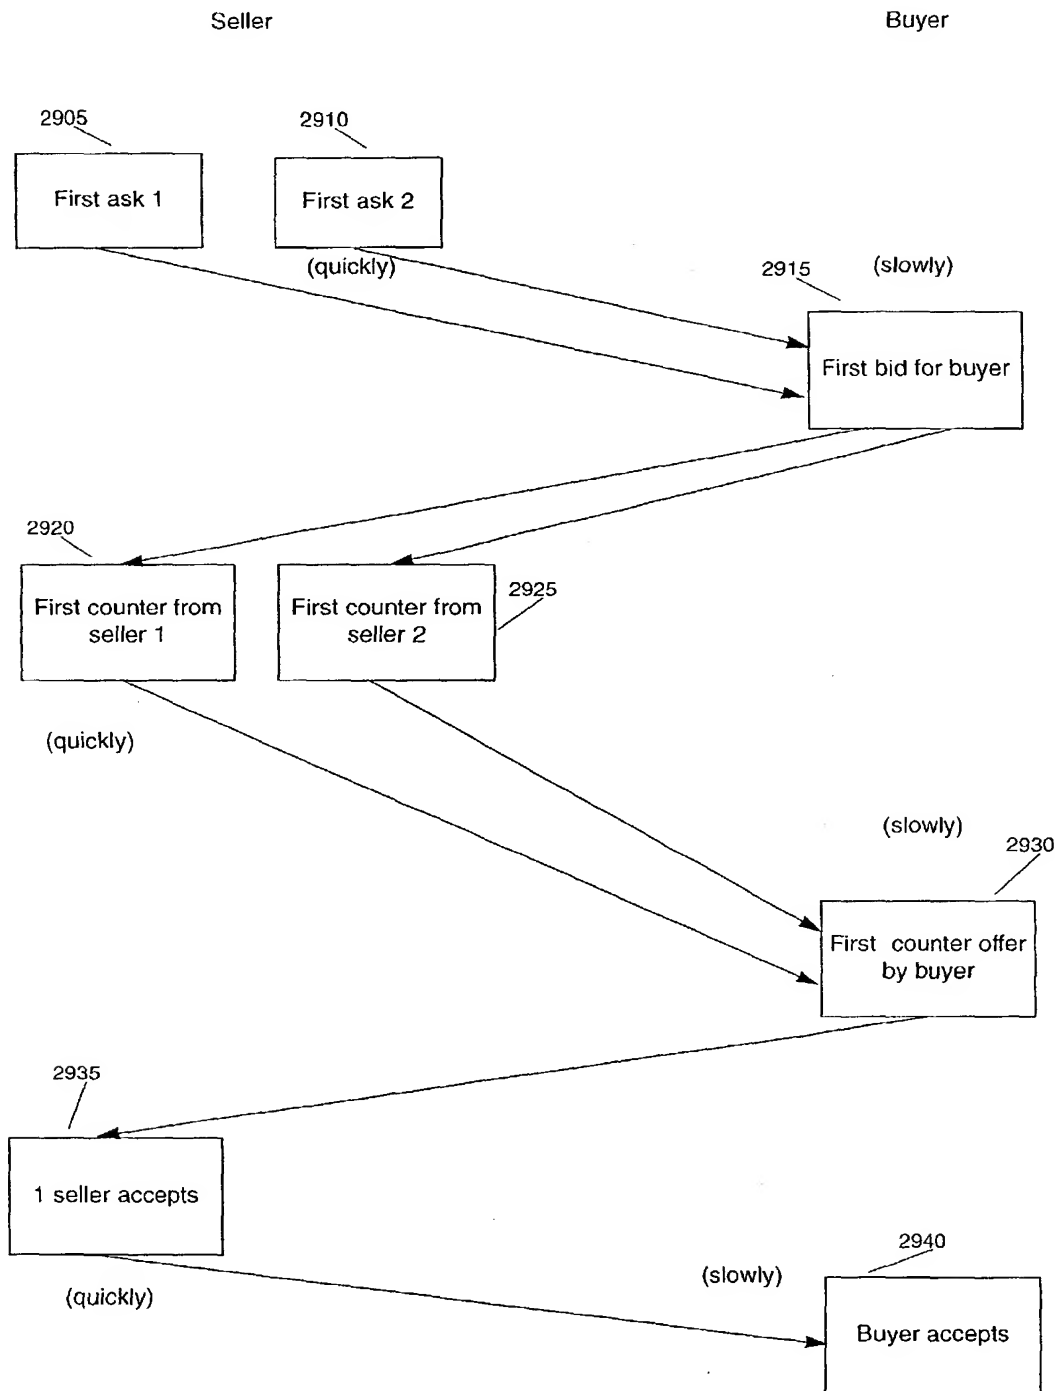 Seller
Buyer
2905
2910
First ask 1
First ask 2
(quickly)
2915
(slowly)
First bid for buyer
2920
2925
First counter from
seller 1
First counter from
seller 2
(quickly)
(slowly)
2930
First counter offer
by buyer
2935
1 seller accepts
2940
(quickly)
(slowly)
Buyer accepts